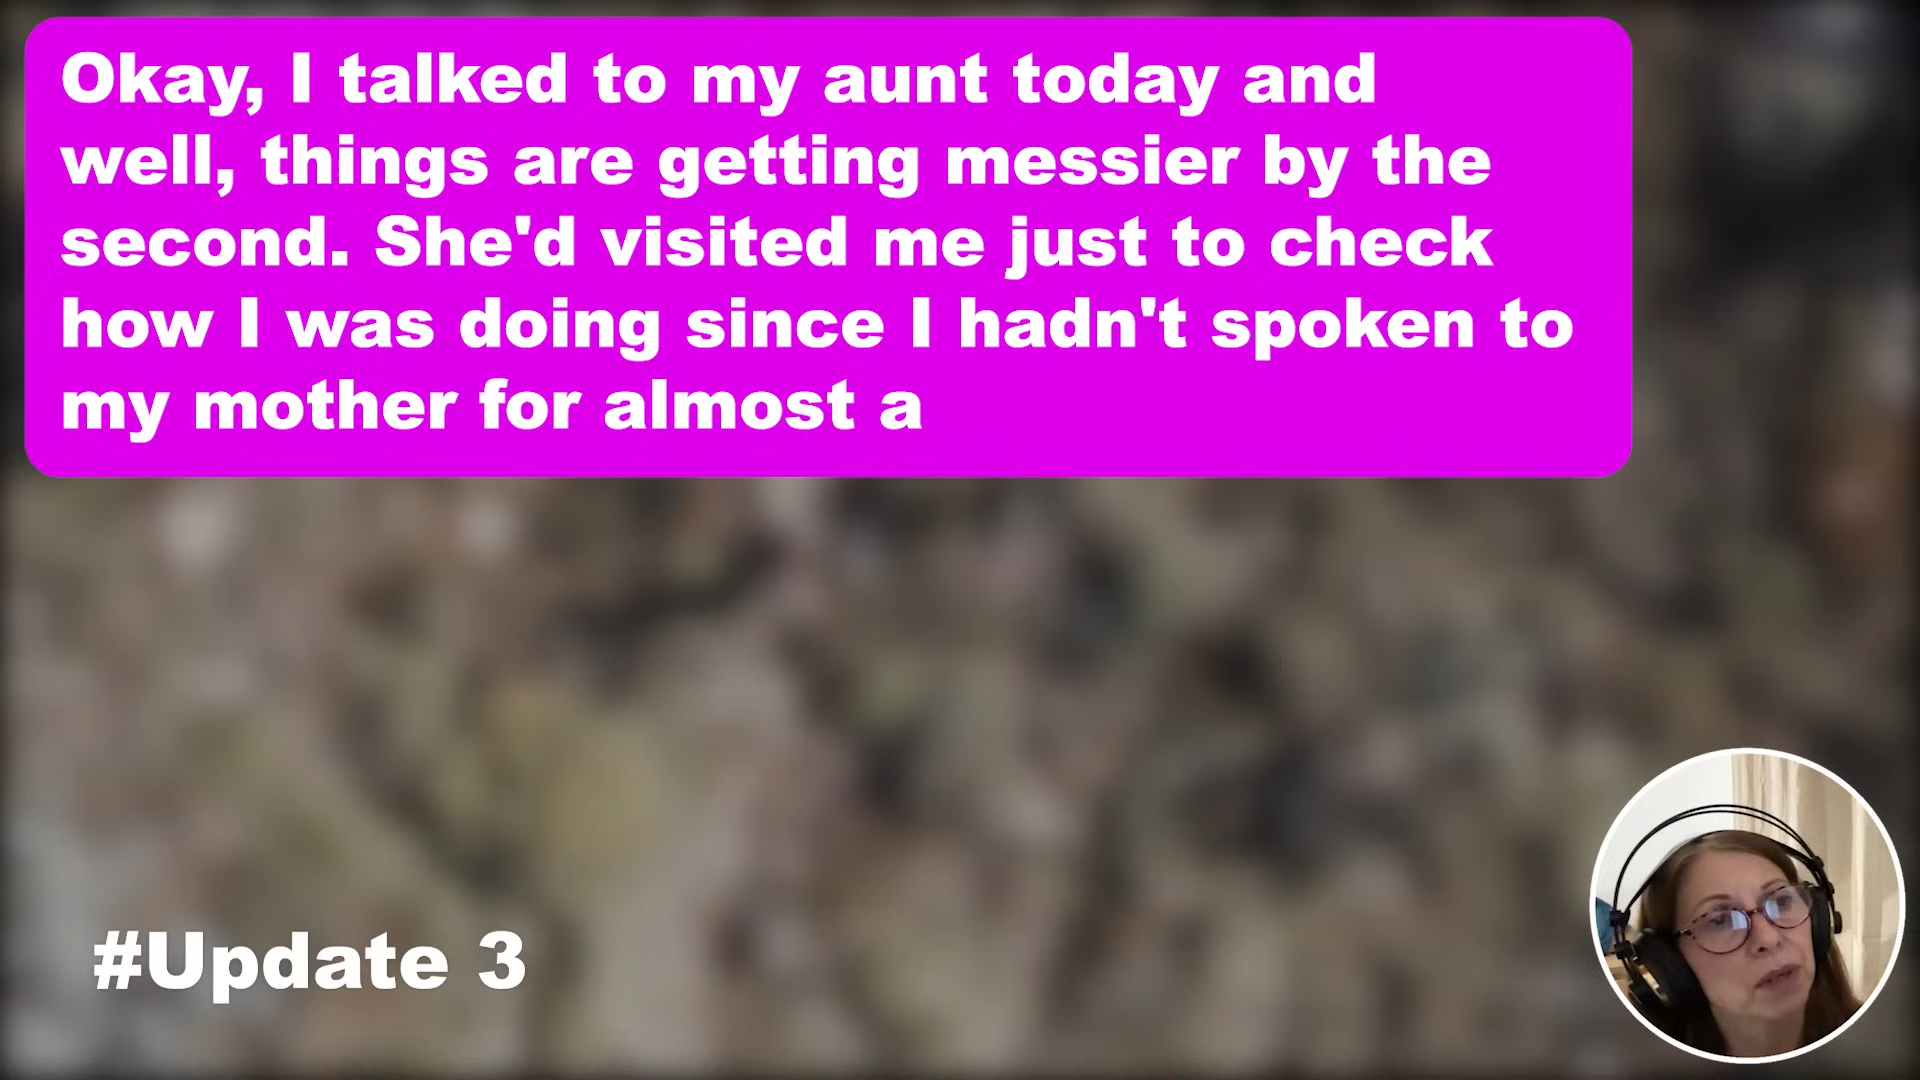 Okay, I talked to my aunt today and
well, things are getting messier by the
second. She'd visited me just to check
how I was doing since I hadn't spoken to
my mother for almost a
#Update 3